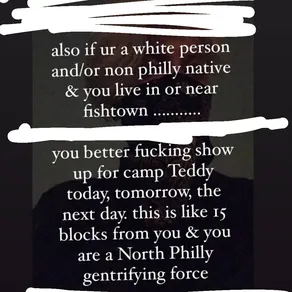 also if ur a white person
and/or non philly native
& you live in or near
fishtown ...........
you better fucking show
up for camp Teddy
today, tomorrow, the
next day. this is like 15
blocks from you & you
are a North Philly
gentrifying force